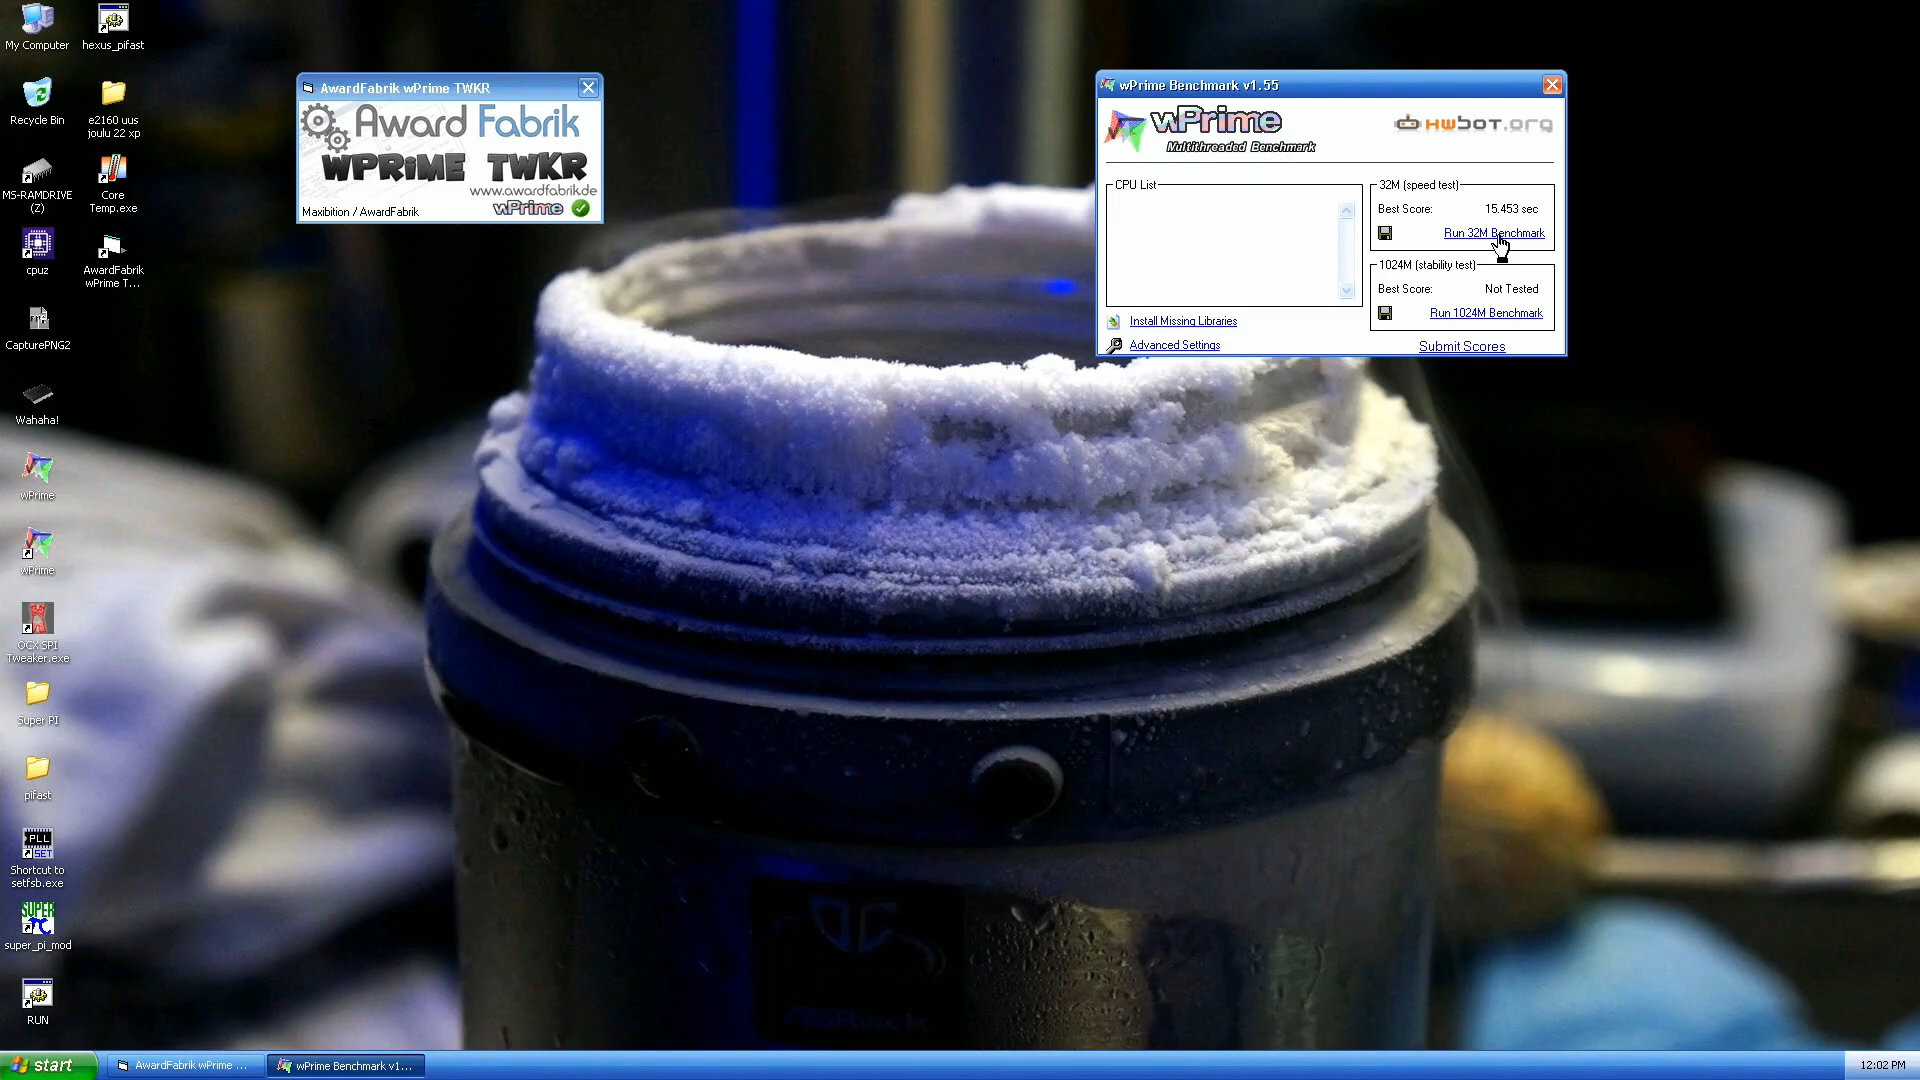 My Computer
hexus_pifast
Recycle Bin
e2160 uus
joulu 22 xp
MS-RAMDRIVE
(Z)
Core
Temp.exe
cpuz
AwardFabrik
wPrime T...
CapturePNG2
Wahaha!
wPrime
wPrime
OCX SPI
Tweaker.exe
Super PI
pifast
PLL
SET
Shortcut to
setfsb.exe
SUPER
super_pi_mod
RUN
AwardFabrik wPrime TWKR
Award Fabrik
WPRiME TWKR
www.awardfabrik.de
Maxibition / AwardFabrik
wPrime
wPrime Benchmark v1.55
wPrime
Multithreaded Benchmark
HWBOT.ORG
CPU List
32M (speed test)
Best Score: 15.453 sec
Run 32M Benchmark
1024M (stability test)
Best Score: Not Tested
Run 1024M Benchmark
Install Missing Libraries
Advanced Settings
Submit Scores
start
AwardFabrik wPrime ...
wPrime Benchmark v1...
12:02 PM